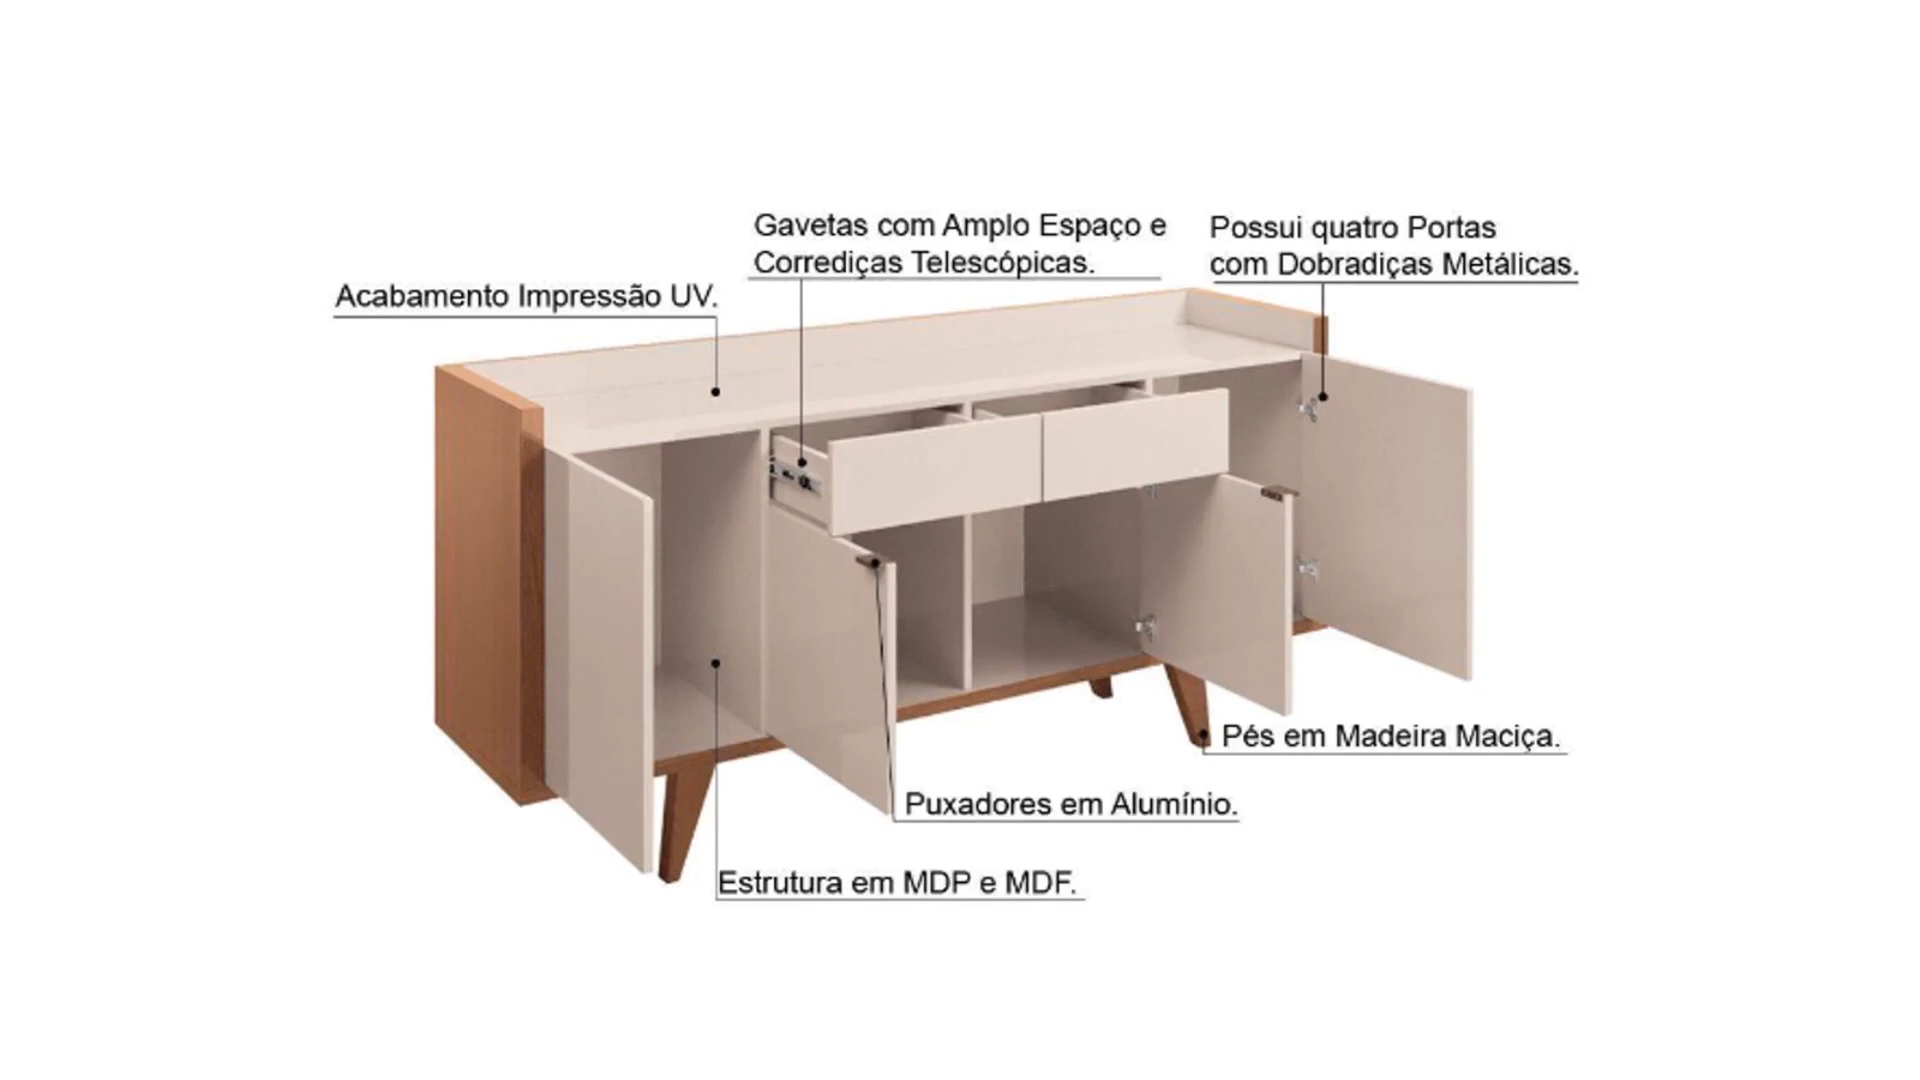 Gavetas com Amplo Espaço e
Corrediças Telescópicas.
Possui quatro Portas
com Dobradiças Metálicas.
Acabamento Impressão UV.
Pés em Madeira Maciça.
Puxadores em Alumínio.
Estrutura em MDP e MDF.